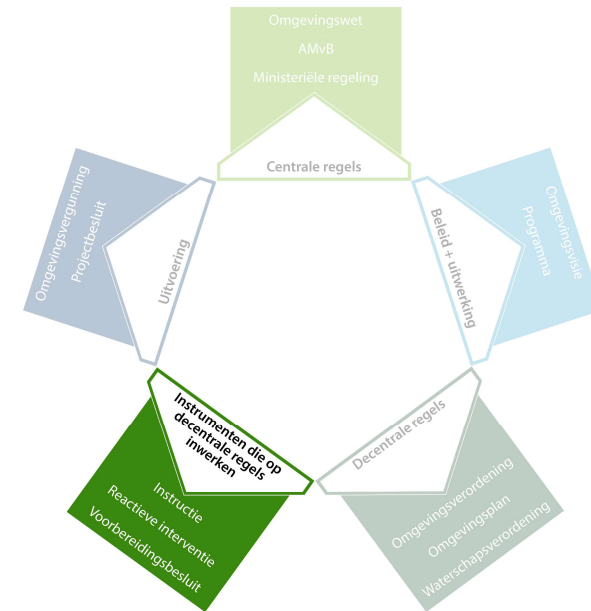 Omgevingswet
AMvB
Ministeriële regeling
Centrale regels
Omgevingsvisie
Programma
Beleid + uitwerking
Decentrale regels
Omgevingsverordening
Omgevingsplan
Waterschapsverordening
Instrumenten die op
decentrale regels
inwerken
Instructie
Reactieve interventie
Voorbereidingsbesluit
Omgevingsvergunning
Projectbesluit
Uitvoering